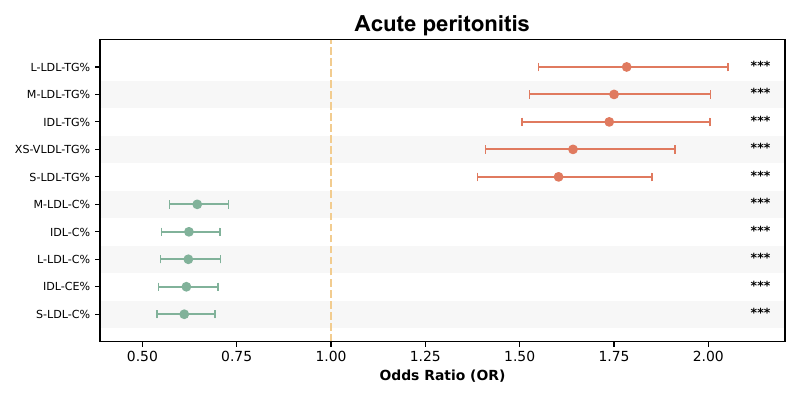 Acute peritonitis
L-LDL-TG% ***
M-LDL-TG% ***
IDL-TG% ***
XS-VLDL-TG% ***
S-LDL-TG% ***
M-LDL-C% ***
IDL-C% ***
L-LDL-C% ***
IDL-CE% ***
S-LDL-C% ***
0.50 0.75 1.00 1.25 1.50 1.75 2.00
Odds Ratio (OR)